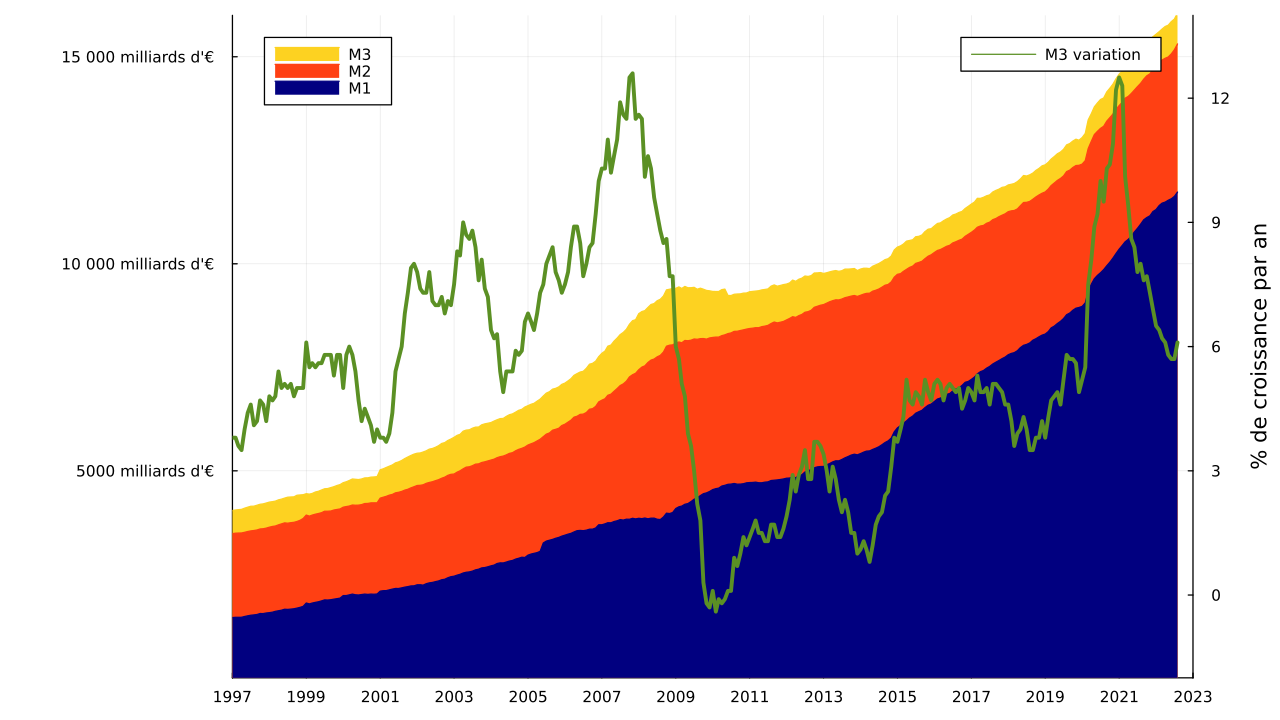 M3
M2
M1
M3 variation
15 000 milliards d'€
10 000 milliards d'€
5000 milliards d'€
12
9
6
3
0
% de croissance par an
1997 1999 2001 2003 2005 2007 2009 2011 2013 2015 2017 2019 2021 2023